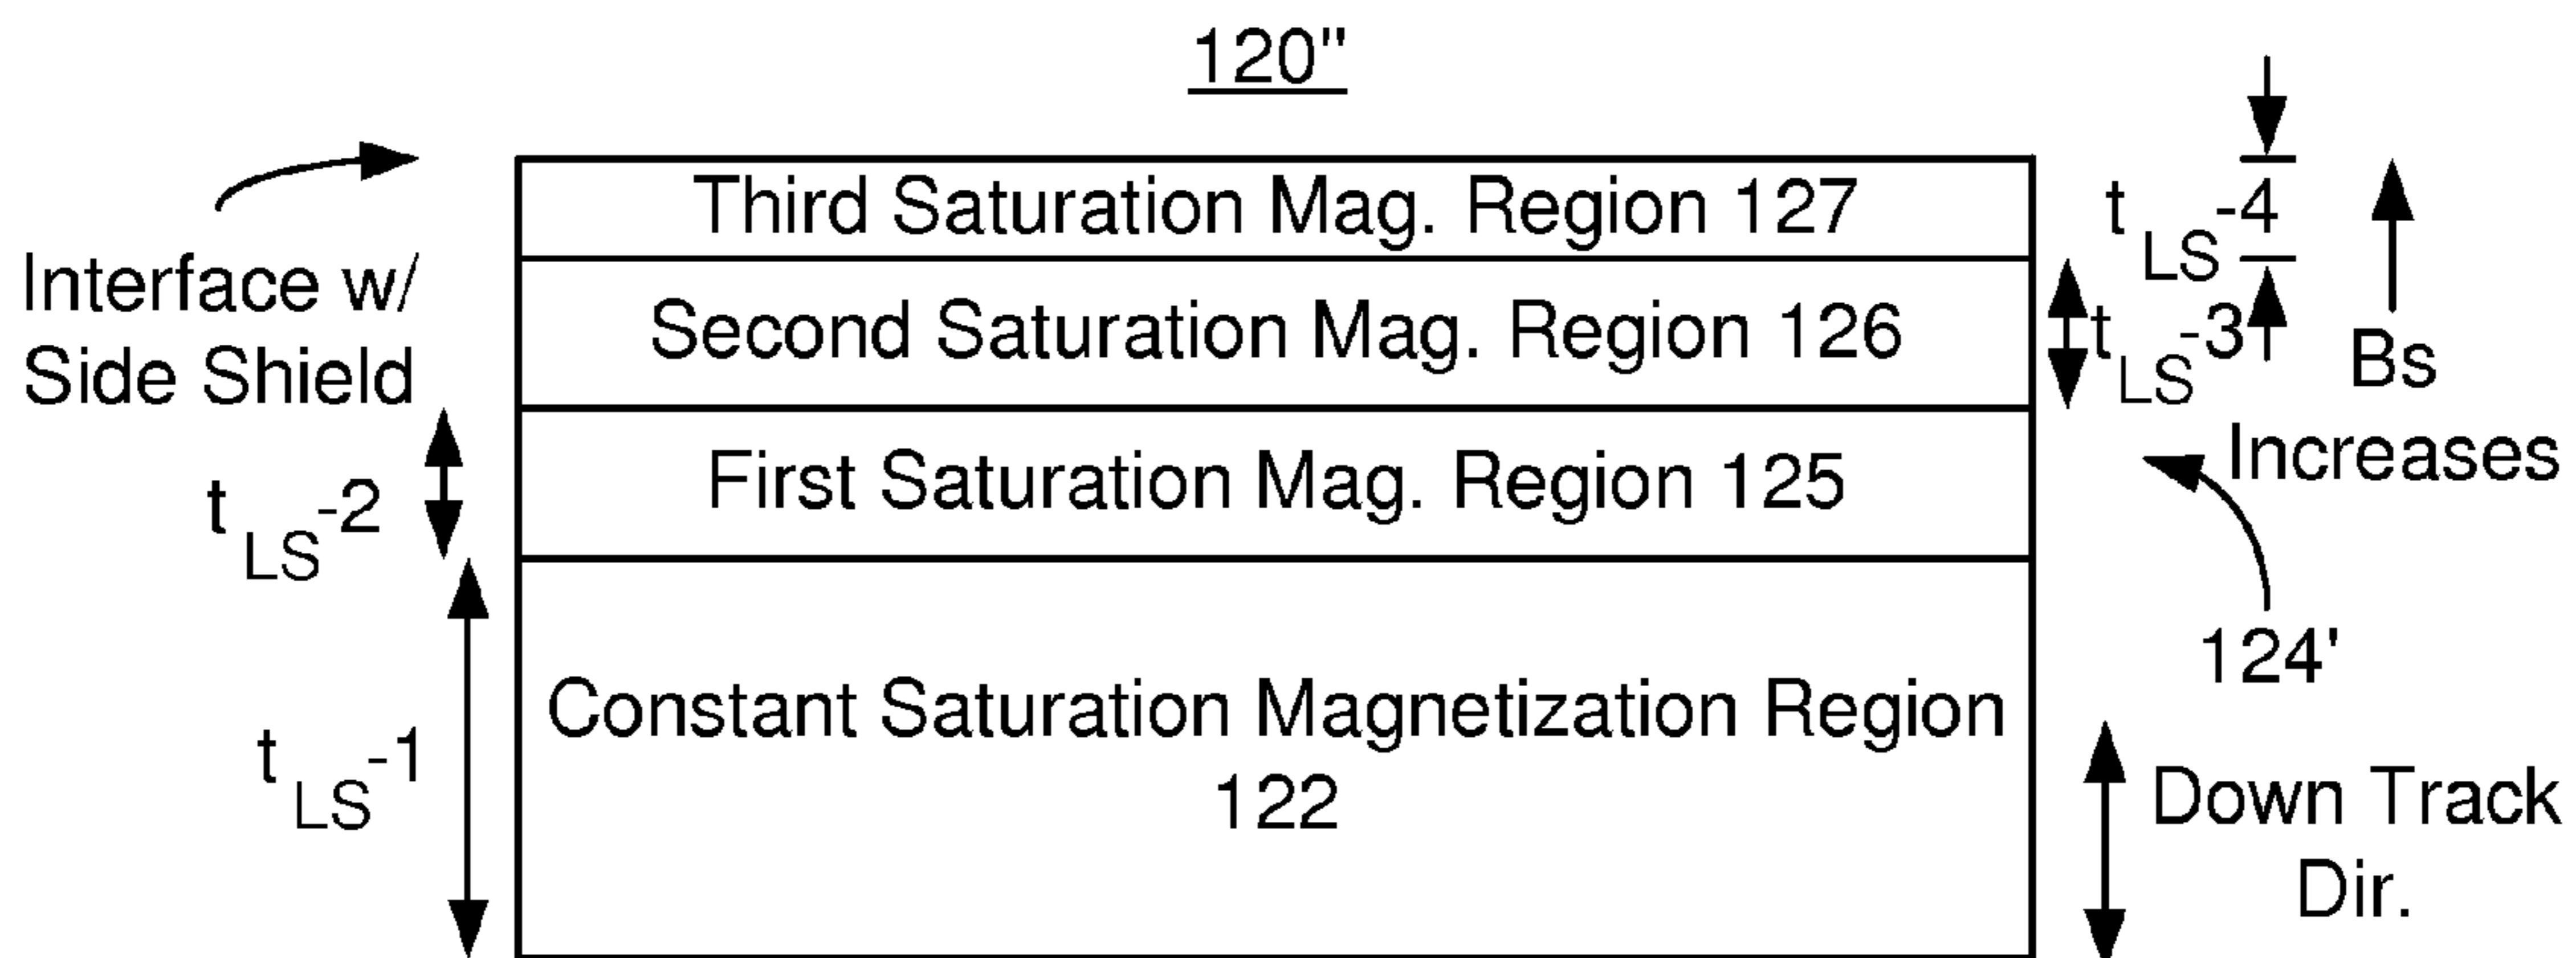 120"
Third Saturation Mag. Region 127
Second Saturation Mag. Region 126
First Saturation Mag. Region 125
Constant Saturation Magnetization Region
122
Interface w/
Side Shield
t LS -2
t LS -1
t LS -4
t LS -3
Bs
Increases
124'
Down Track
Dir.